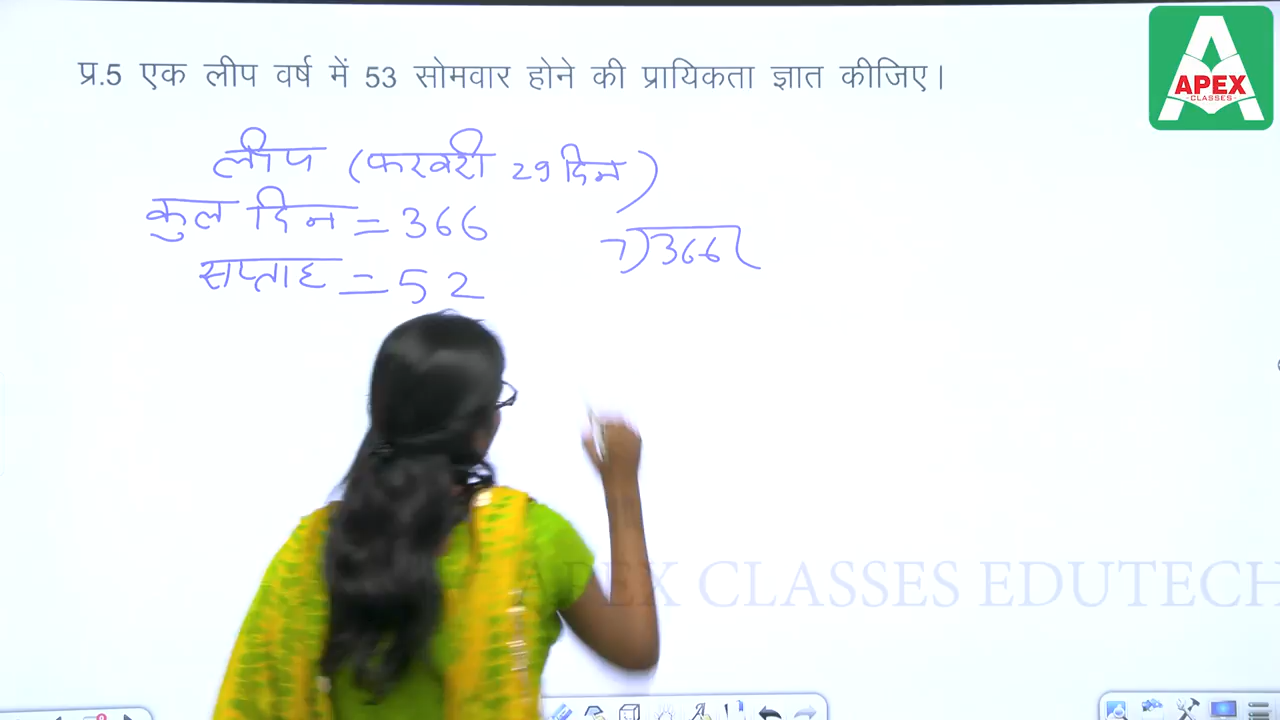 प्र.5 एक लीप वर्ष में 53 सोमवार होने की प्रायिकता ज्ञात कीजिए।
APEX
-CLASSES-
लीप (फरवरी 29 दिन)
कुल दिन = 366
7)366(
सप्ताह = 52
APEX CLASSES EDUTECH